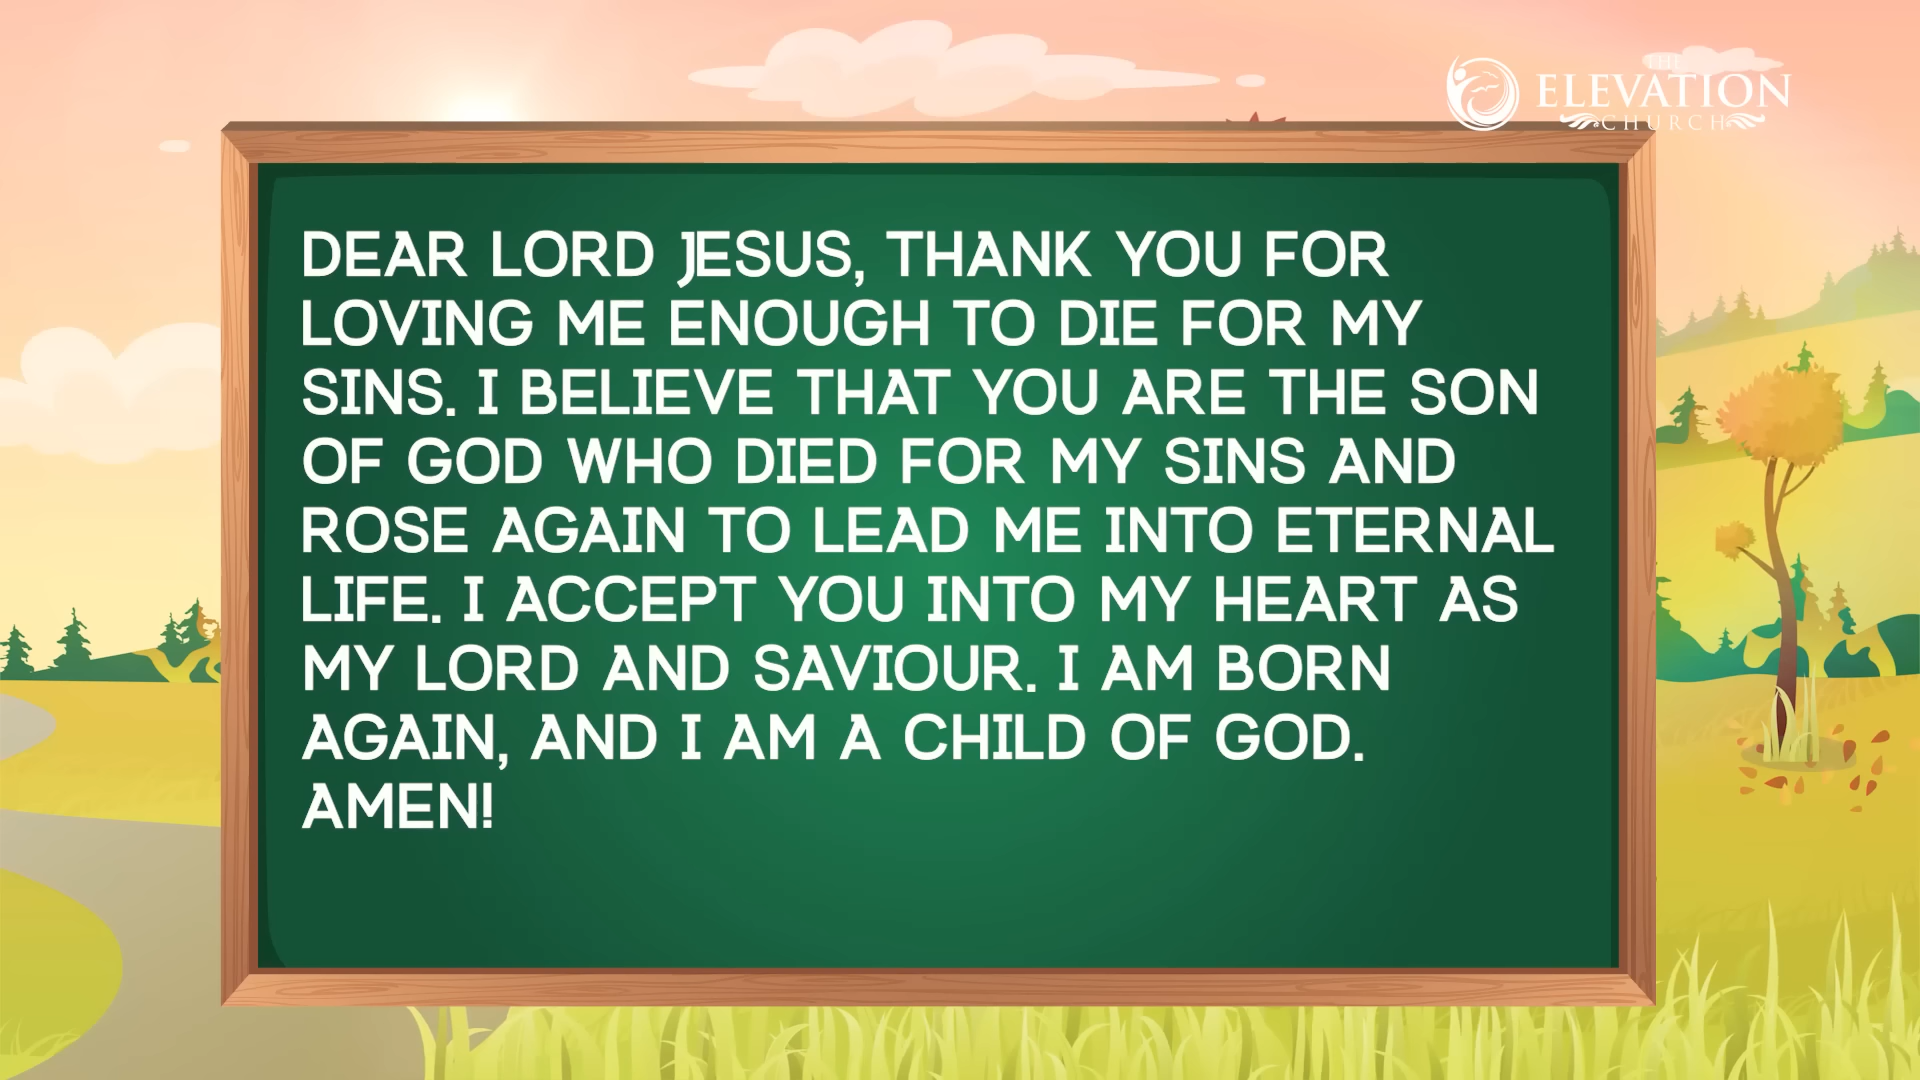 THE
ELEVATION
CHURCH
DEAR LORD JESUS, THANK YOU FOR
LOVING ME ENOUGH TO DIE FOR MY
SINS. I BELIEVE THAT YOU ARE THE SON
OF GOD WHO DIED FOR MY SINS AND
ROSE AGAIN TO LEAD ME INTO ETERNAL
LIFE. I ACCEPT YOU INTO MY HEART AS
MY LORD AND SAVIOUR. I AM BORN
AGAIN, AND I AM A CHILD OF GOD.
AMEN!